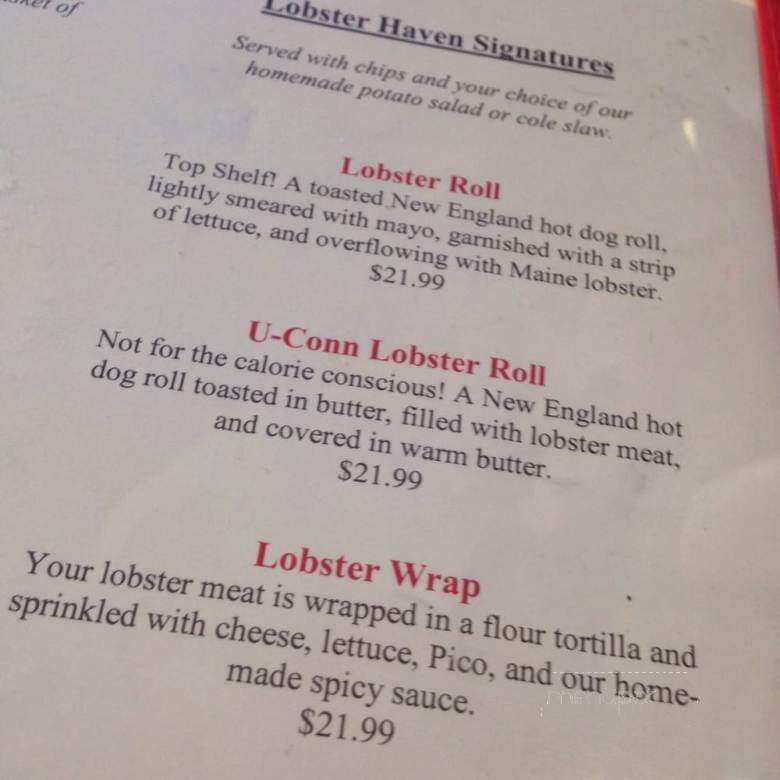 of
Lobster Haven Signatures
Served with chips and your choice of our
homemade potato salad or cole slaw.
Lobster Roll
Top Shelf! A toasted New England hot dog roll,
lightly smeared with mayo, garnished with a strip
of lettuce, and overflowing with Maine lobster.
$21.99
U-Conn Lobster Roll
Not for the calorie conscious! A New England hot
dog roll toasted in butter, filled with lobster meat,
and covered in warm butter.
$21.99
Lobster Wrap
Your lobster meat is wrapped in a flour tortilla and
sprinkled with cheese, lettuce, Pico, and our home-
made spicy sauce.
$21.99